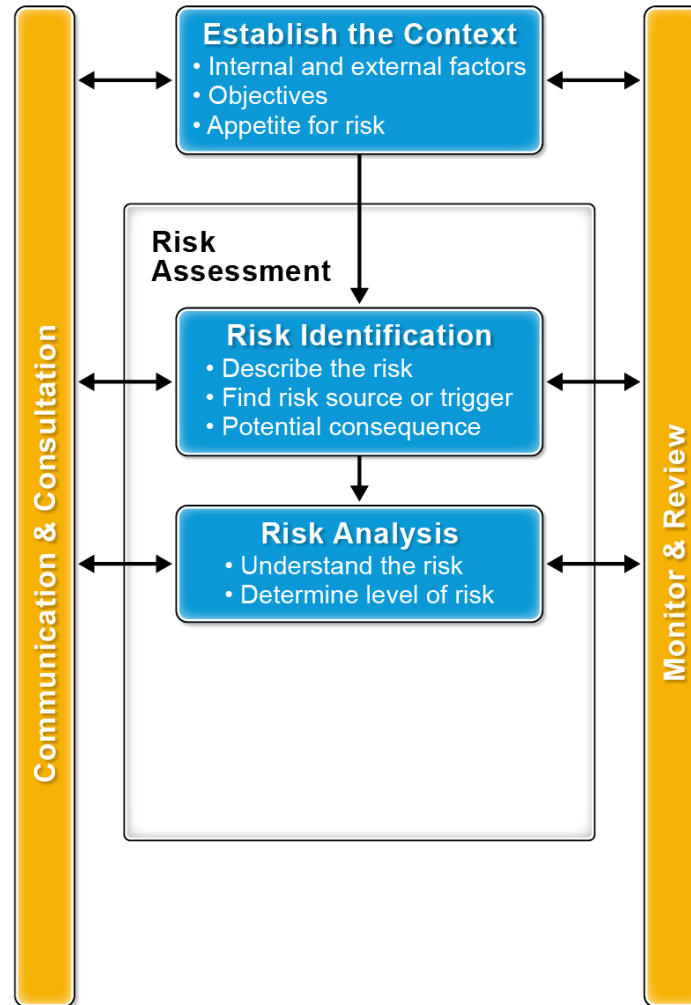 Establish the Context
• Internal and external factors
• Objectives
• Appetite for risk
Risk
Assessment
Risk Identification
• Describe the risk
• Find risk source or trigger
• Potential consequence
Risk Analysis
• Understand the risk
• Determine level of risk
Communication & Consultation
Monitor & Review